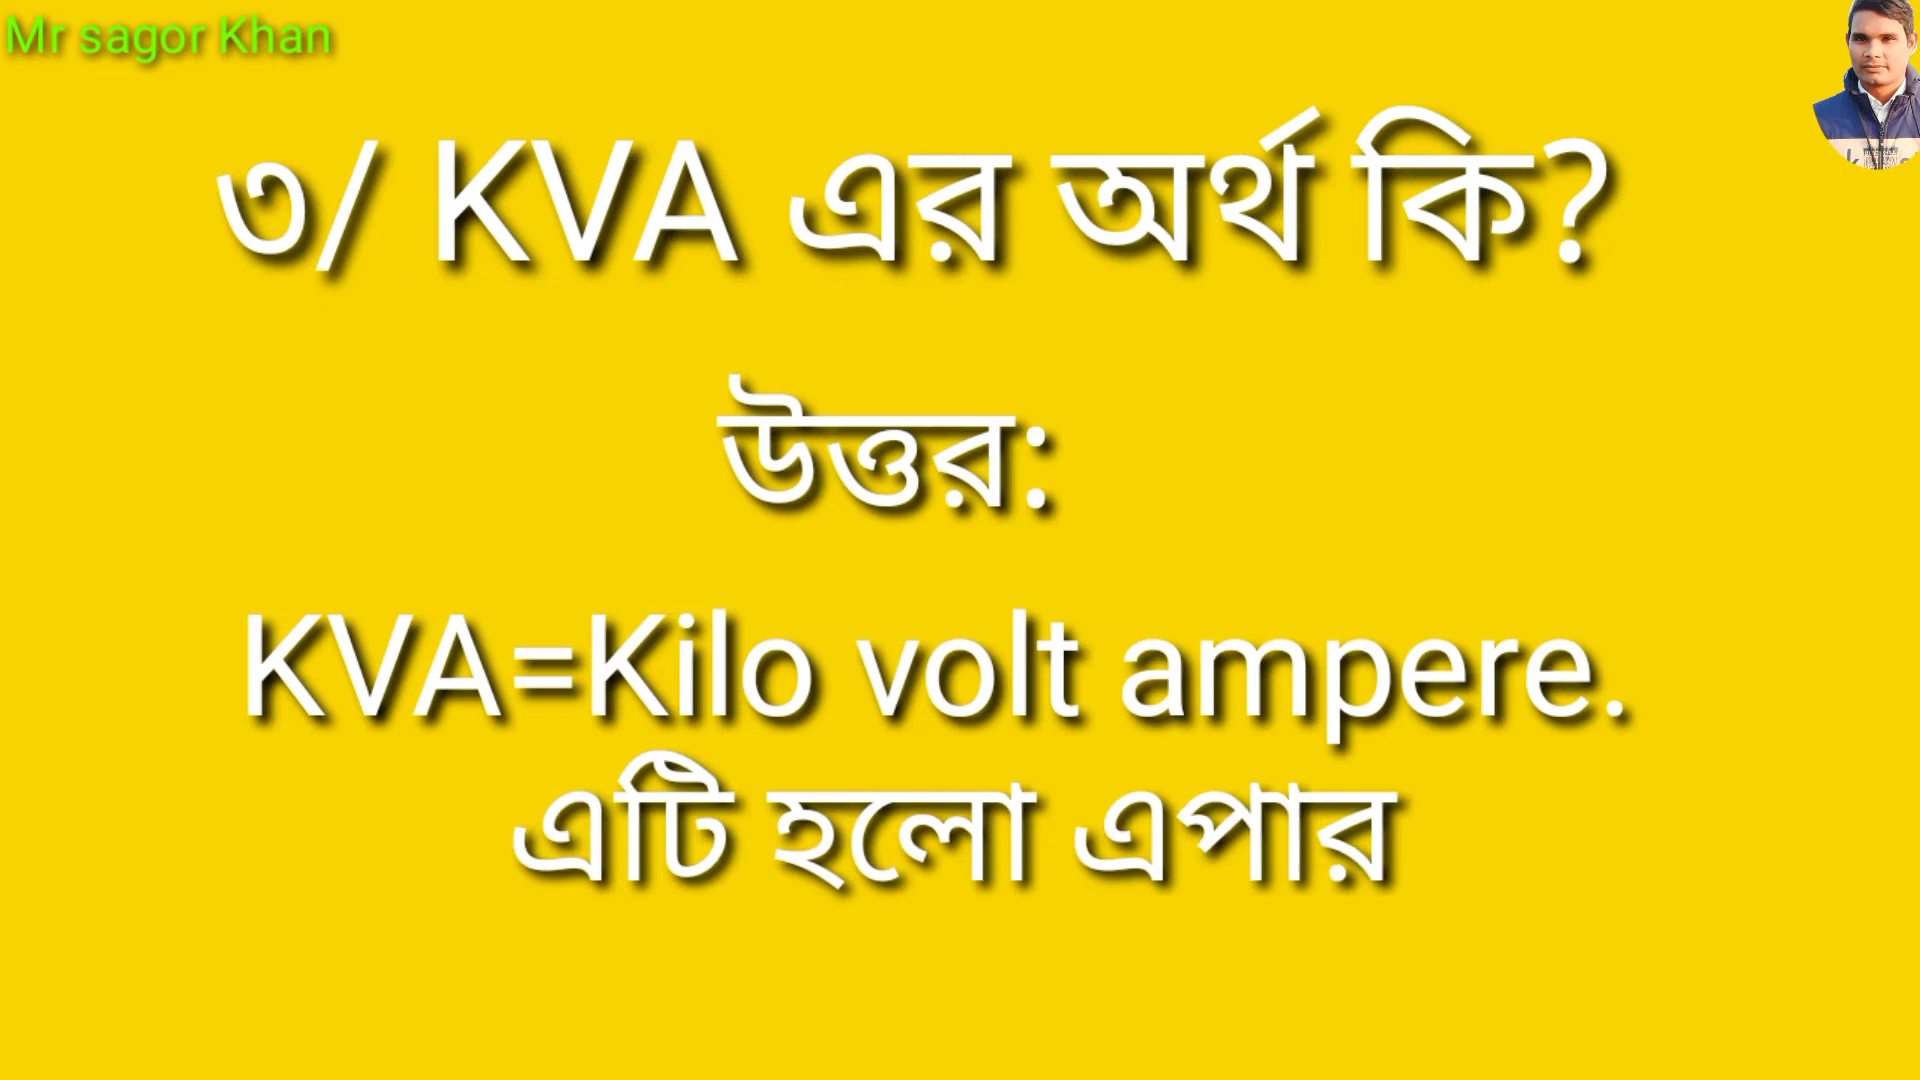 Mr sagor Khan
৩/ KVA এর অর্থ কি?
উত্তর:
KVA=Kilo volt ampere.
এটি হলো এপার